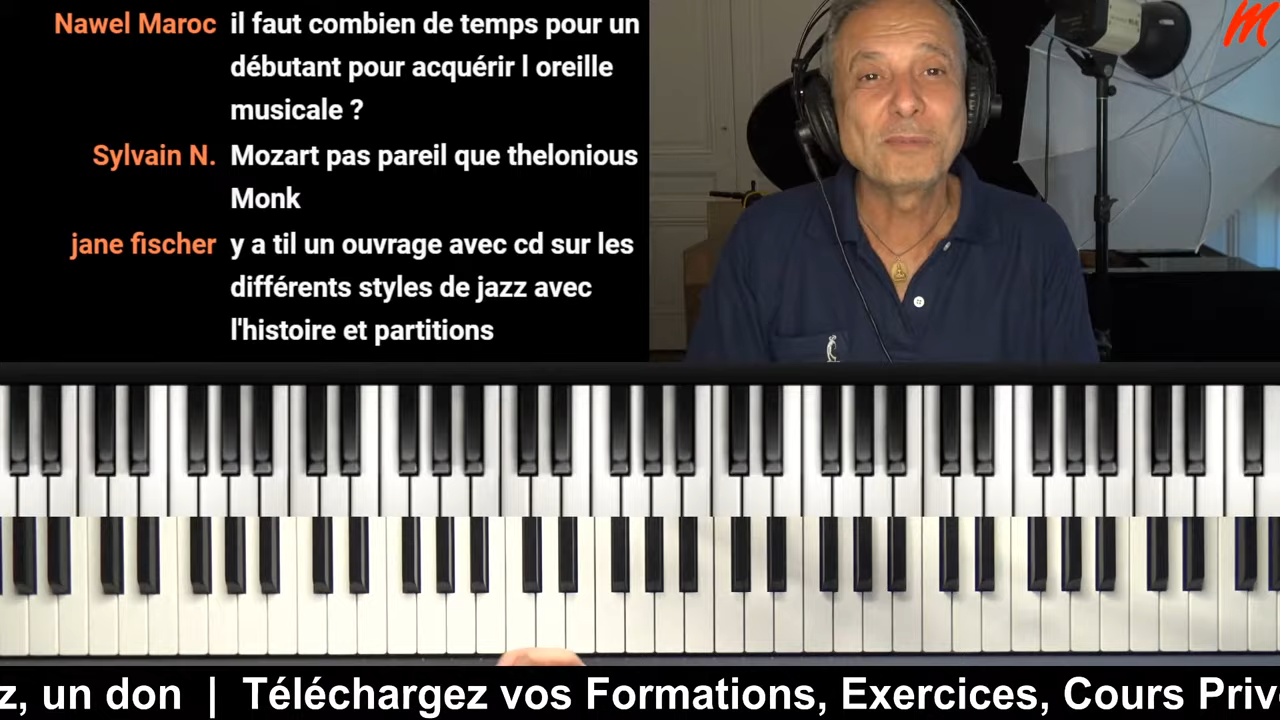 Nawel Maroc il faut combien de temps pour un
débutant pour acquérir l oreille
musicale ?
Sylvain N. Mozart pas pareil que thelonious
Monk
jane fischer y a til un ouvrage avec cd sur les
différents styles de jazz avec
l'histoire et partitions
M
z, un don | Téléchargez vos Formations, Exercices, Cours Priv